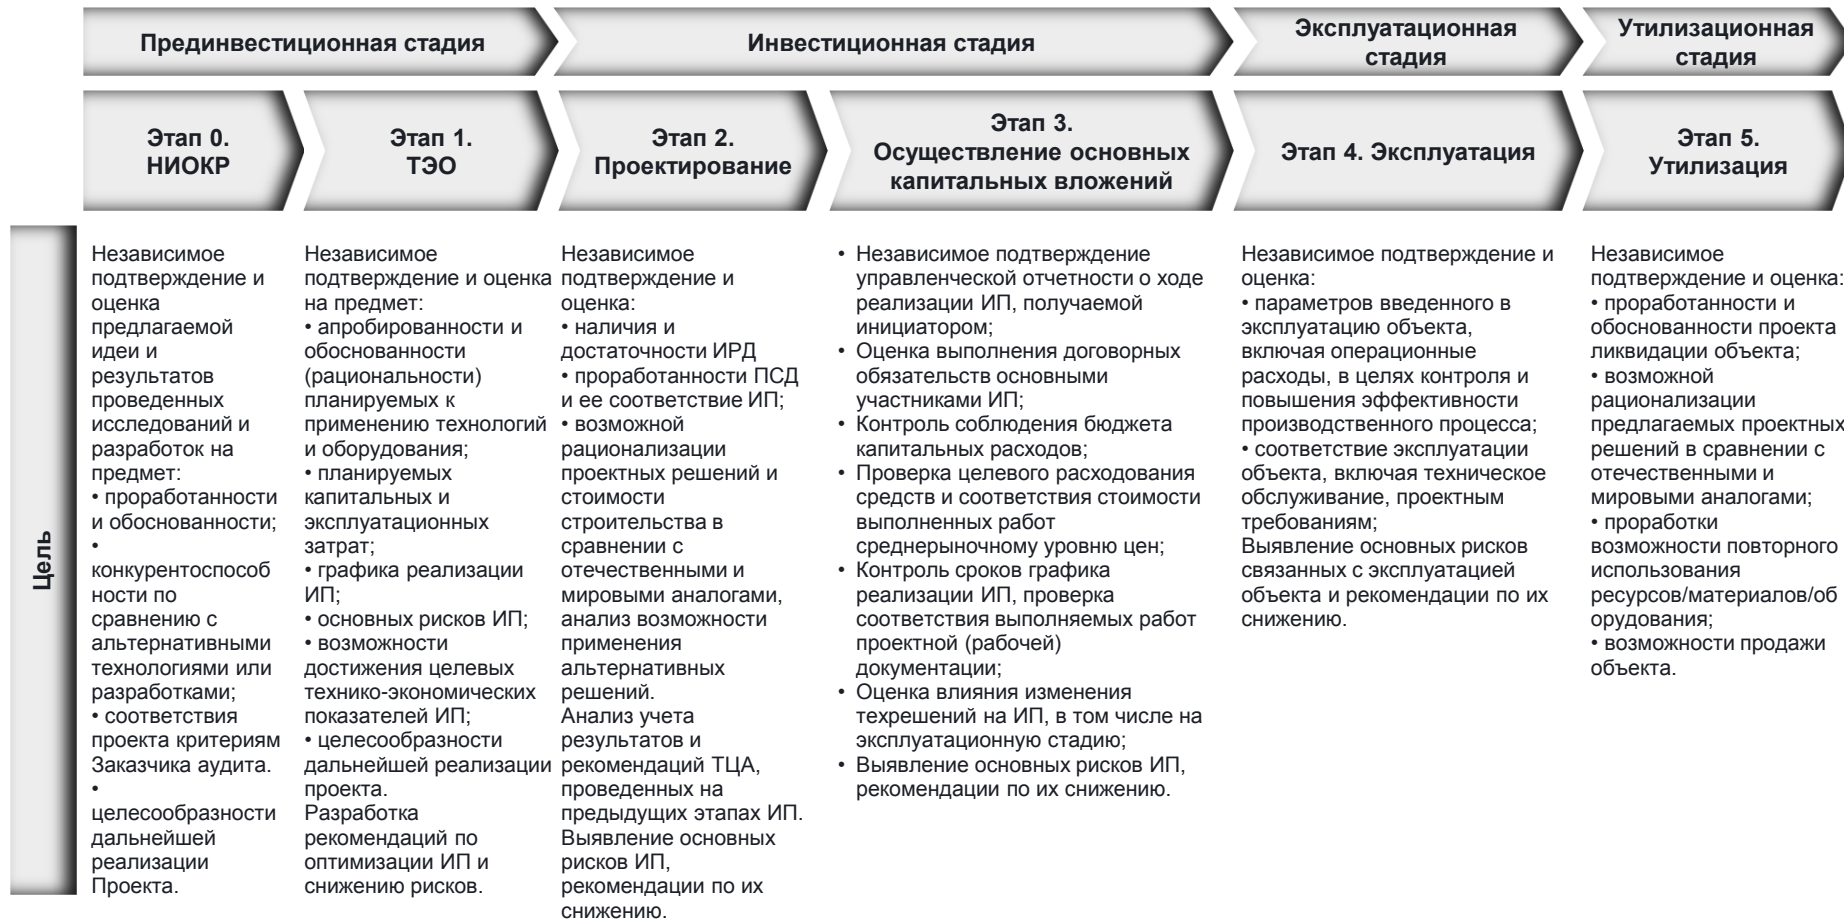 Прединвестиционная стадия
Инвестиционная стадия
Эксплуатационная
стадия
Утилизационная
стадия
Этап 0.
НИОКР
Этап 1.
ТЭО
Этап 2.
Проектирование
Этап 3.
Осуществление основных
капитальных вложений
Этап 4. Эксплуатация
Этап 5.
Утилизация
Цель
Независимое
подтверждение и
оценка
предлагаемой
идеи и
результатов
проведенных
исследований и
разработок на
предмет:
• проработанности
и обоснованности;
•
конкурентоспособ
ности по
сравнению с
альтернативными
технологиями или
разработками;
• соответствия
проекта критериям
Заказчика аудита.
•
целесообразности
дальнейшей
реализации
Проекта.
Независимое
подтверждение и оценка
на предмет:
• апробированности и
обоснованности
(рациональности)
планируемых к
применению технологий
и оборудования;
• планируемых
капитальных и
эксплуатационных
затрат;
• графика реализации
ИП;
• основных рисков ИП;
• возможности
достижения целевых
технико-экономических
показателей ИП;
• целесообразности
дальнейшей реализации
проекта.
Разработка
рекомендаций по
оптимизации ИП и
снижению рисков.
Независимое
подтверждение и
оценка:
• наличия и
достаточности ИРД
• проработанности ПСД
и ее соответствие ИП;
• возможной
рационализации
проектных решений и
стоимости
строительства в
сравнении с
отечественными и
мировыми аналогами,
анализ возможности
применения
альтернативных
решений.
Анализ учета
результатов и
рекомендаций ТЦА,
проведенных на
предыдущих этапах ИП.
Выявление основных
рисков ИП,
рекомендации по их
снижению.
• Независимое подтверждение
управленческой отчетности о ходе
реализации ИП, получаемой
инициатором;
• Оценка выполнения договорных
обязательств основными
участниками ИП;
• Контроль соблюдения бюджета
капитальных расходов;
• Проверка целевого расходования
средств и соответствия стоимости
выполненных работ
среднерыночному уровню цен;
• Контроль сроков графика
реализации ИП, проверка
соответствия выполняемых работ
проектной (рабочей)
документации;
• Оценка влияния изменения
техрешений на ИП, в том числе на
эксплуатационную стадию;
• Выявление основных рисков ИП,
рекомендации по их снижению.
Независимое подтверждение и
оценка:
• параметров введенного в
эксплуатацию объекта,
включая операционные
расходы, в целях контроля и
повышения эффективности
производственного процесса;
• соответствие эксплуатации
объекта, включая техническое
обслуживание, проектным
требованиям;
Выявление основных рисков
связанных с эксплуатацией
объекта и рекомендации по их
снижению.
Независимое
подтверждение и оценка:
• проработанности и
обоснованности проекта
ликвидации объекта;
• возможной
рационализации
предлагаемых проектных
решений в сравнении с
отечественными и
мировыми аналогами;
• проработки
возможности повторного
использования
ресурсов/материалов/об
орудования;
• возможности продажи
объекта.